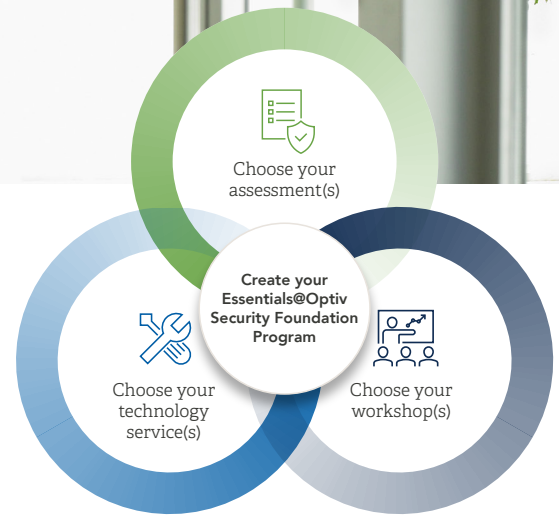 Choose your
assessment(s)
Create your
Essentials@Optiv
Security Foundation
Program
Choose your
technology
service(s)
Choose your
workshop(s)